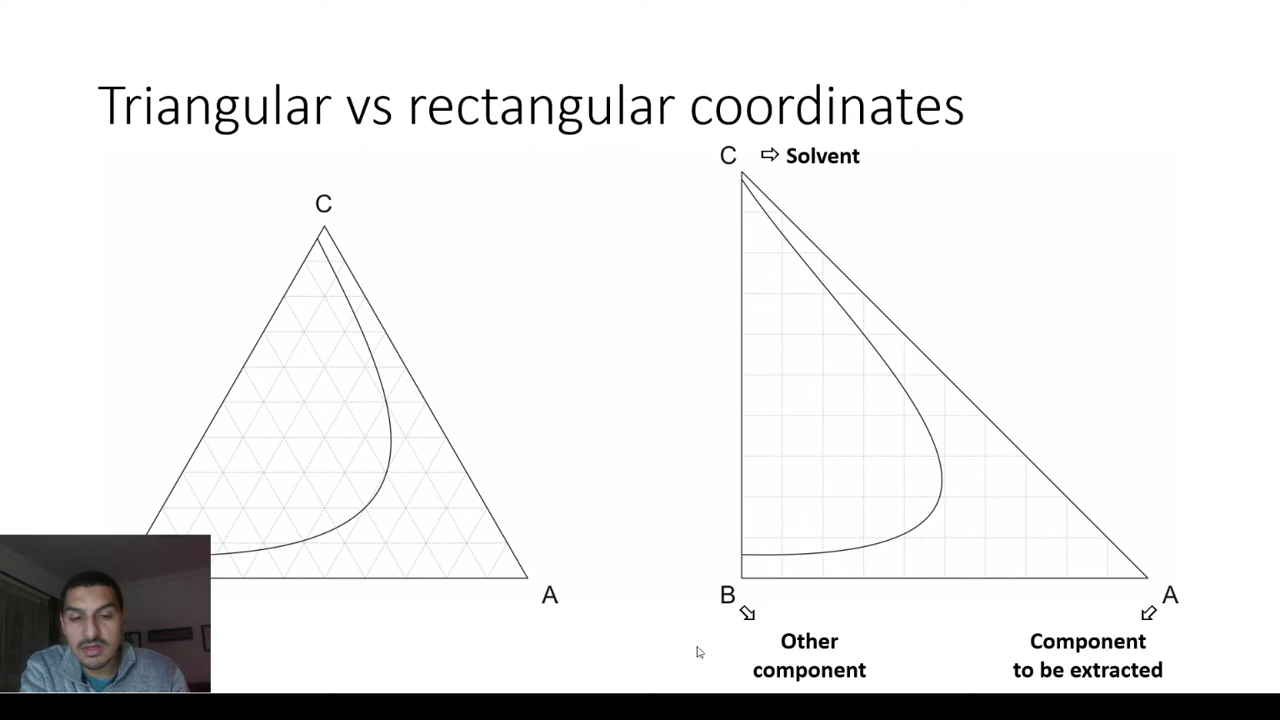 Triangular vs rectangular coordinates
C ⇨ Solvent
C
A
B
A
Other
component
Component
to be extracted